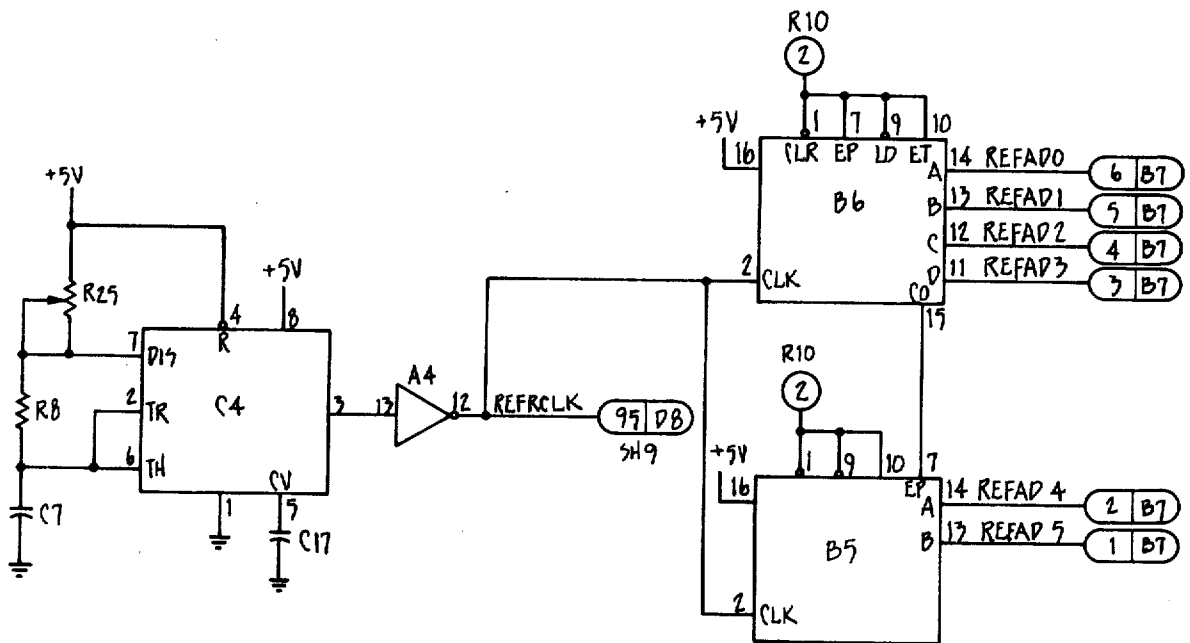 R10
2
+5V
1 7 9 10
16 CLR EP LD ET
A 14 REFAD0 6 B7
B6
B 13 REFAD1 5 B7
C 12 REFAD2 4 B7
2 CLK
D 11 REFAD3 3 B7
CO
15
+5V
+5V
R25
4 8
R
7 DIS
2 TR
R8
C4
3 13 A4 12 REFRCLK 95 D8
SH9
6 TH
CV
1 5
C7
C17
R10
2
+5V
1 9 10 7
16 EP
A 14 REFAD 4 2 B7
B5
B 13 REFAD 5 1 B7
2 CLK